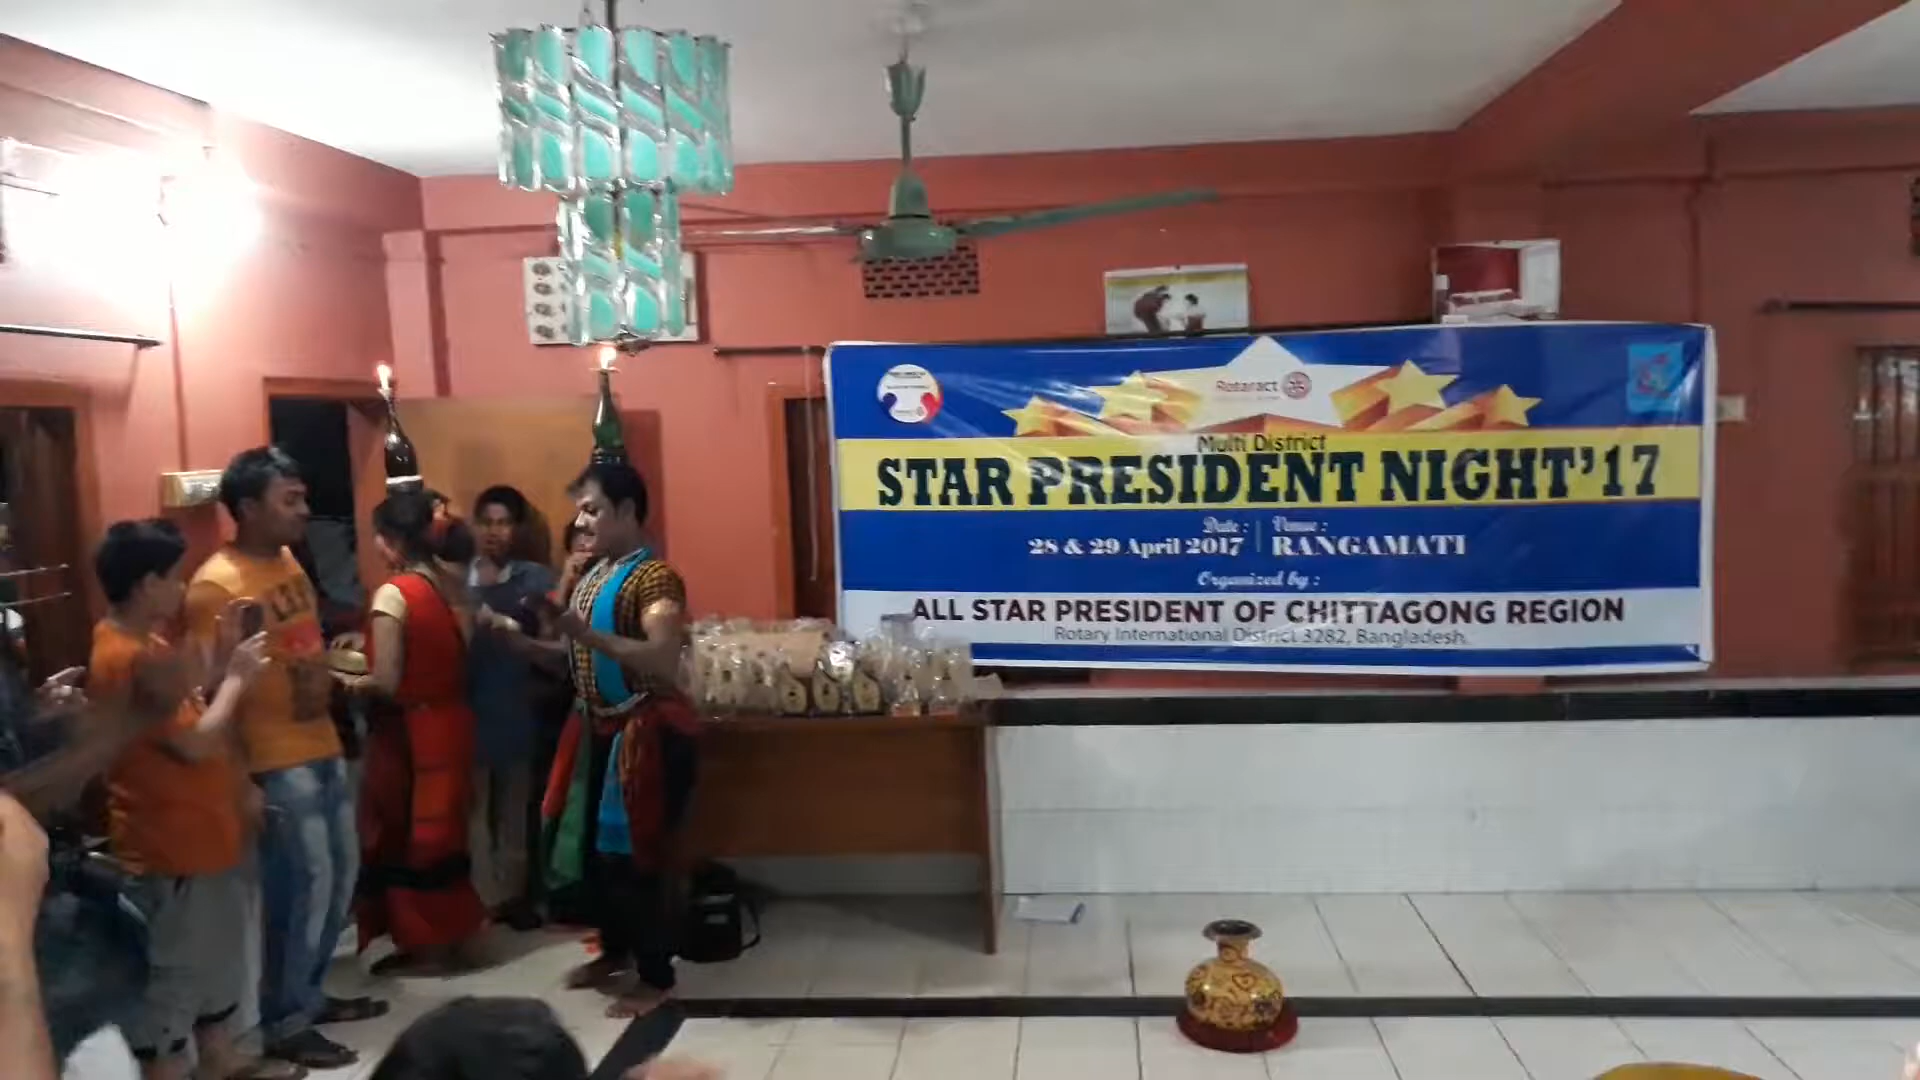 Rotaract
Multi District
STAR PRESIDENT NIGHT'17
Date : Venue :
28 & 29 April 2017 RANGAMATI
Organized by :
ALL STAR PRESIDENT OF CHITTAGONG REGION
Rotary International District 3282, Bangladesh.